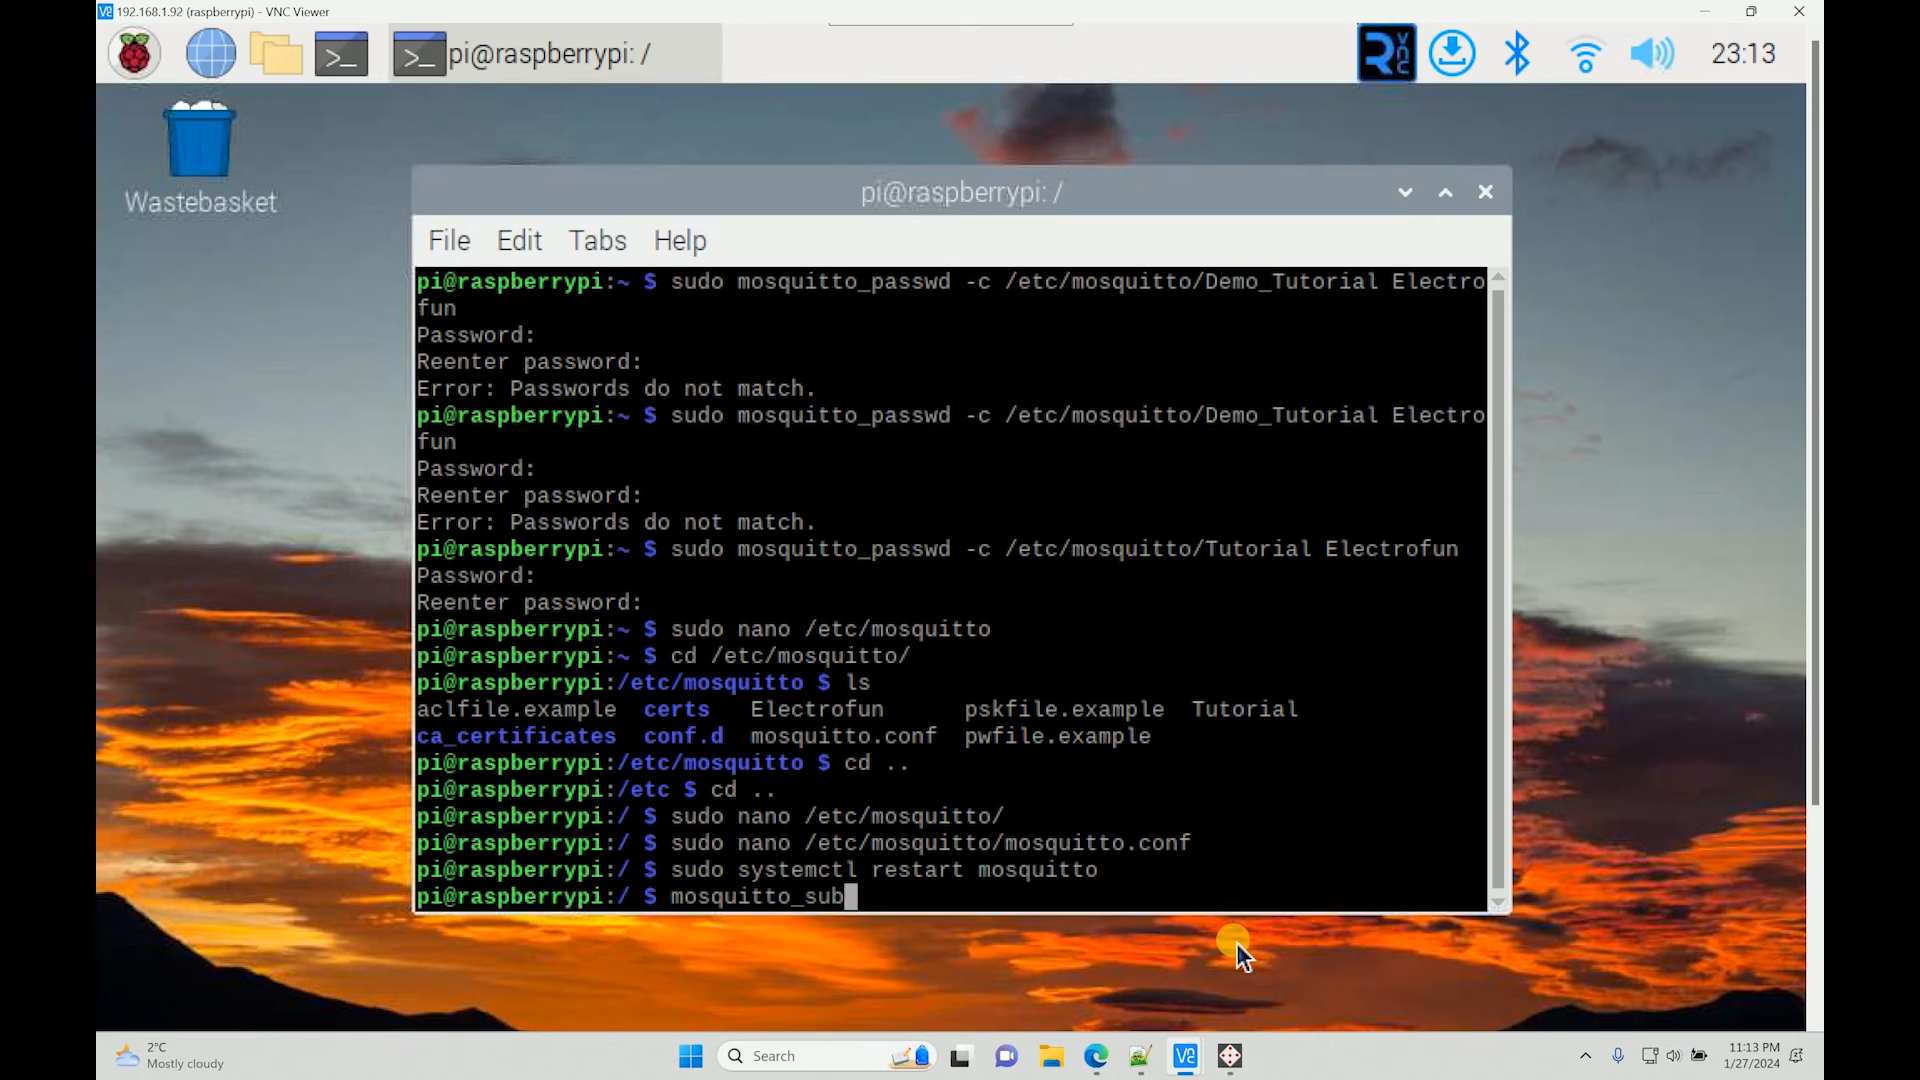 192.168.1.92 (raspberrypi) - VNC Viewer
pi@raspberrypi: /
23:13
Wastebasket
pi@raspberrypi: /
File Edit Tabs Help
pi@raspberrypi:~ $ sudo mosquitto_passwd -c /etc/mosquitto/Demo_Tutorial Electro
fun
Password:
Reenter password:
Error: Passwords do not match.
pi@raspberrypi:~ $ sudo mosquitto_passwd -c /etc/mosquitto/Demo_Tutorial Electro
fun
Password:
Reenter password:
Error: Passwords do not match.
pi@raspberrypi:~ $ sudo mosquitto_passwd -c /etc/mosquitto/Tutorial Electrofun
Password:
Reenter password:
pi@raspberrypi:~ $ sudo nano /etc/mosquitto
pi@raspberrypi:~ $ cd /etc/mosquitto/
pi@raspberrypi:/etc/mosquitto $ ls
aclfile.example certs Electrofun pskfile.example Tutorial
ca_certificates conf.d mosquitto.conf pwfile.example
pi@raspberrypi:/etc/mosquitto $ cd ..
pi@raspberrypi:/etc $ cd ..
pi@raspberrypi:/ $ sudo nano /etc/mosquitto/
pi@raspberrypi:/ $ sudo nano /etc/mosquitto/mosquitto.conf
pi@raspberrypi:/ $ sudo systemctl restart mosquitto
pi@raspberrypi:/ $ mosquitto_sub
2°C
Mostly cloudy
Search
11:13 PM
1/27/2024